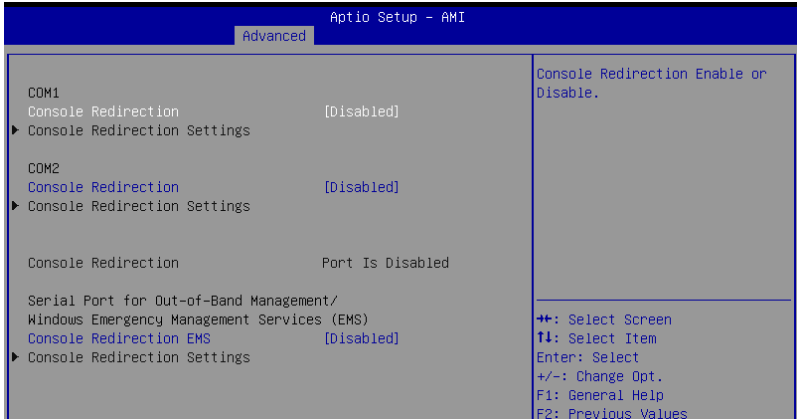 Aptio Setup – AMI
Advanced
COM1
Console Redirection [Disabled]
Console Redirection Settings
COM2
Console Redirection [Disabled]
Console Redirection Settings
Console Redirection Port Is Disabled
Serial Port for Out-of-Band Management/
Windows Emergency Management Services (EMS)
Console Redirection EMS [Disabled]
Console Redirection Settings
Console Redirection Enable or
Disable.
→←: Select Screen
↑↓: Select Item
Enter: Select
+/-: Change Opt.
F1: General Help
F2: Previous Values